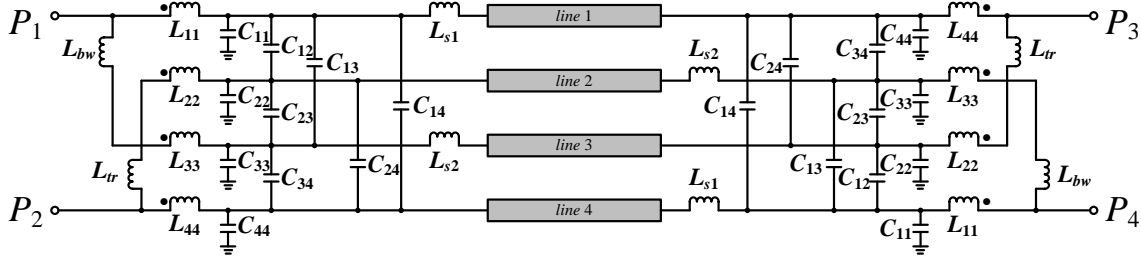 P1 L11 C11 C12 C13 Ls1 line 1 C24 C34 C44 L44 P3
Lbw Ltr
L22 C22 C23 C14 line 2 Ls2 C14 C23 C33 L33
Ltr L33 C33 C34 C24 Ls2 line 3 C13 C12 C22 L22 Lbw
P2 L44 C44 line 4 Ls1 C11 L11 P4